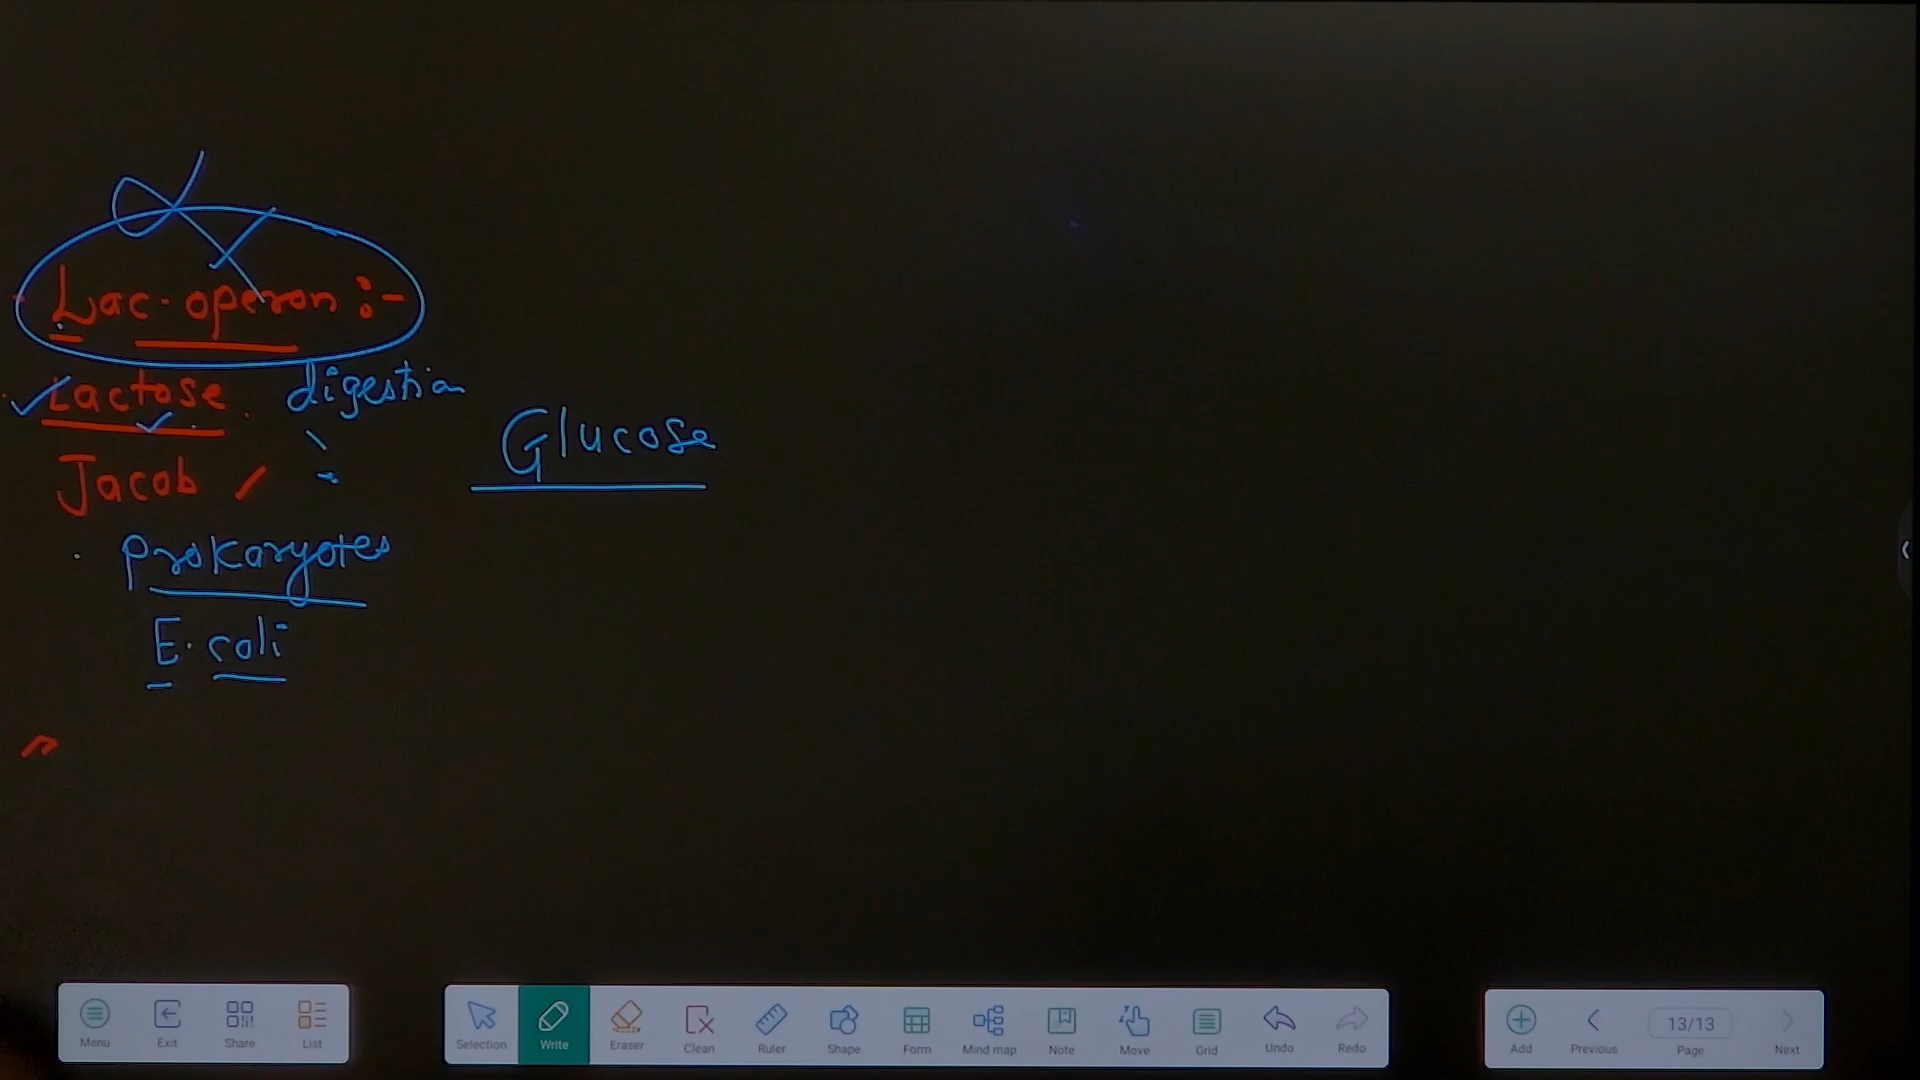 Lac-operon :-
Lactose digestion
Glucose
Jacob
Prokaryotes
E. coli
Menu Exit Share List
Selection Write Eraser Clean Ruler Shape Form Mind map Note Move Grid Undo Redo
Add Previous 13/13 Page Next